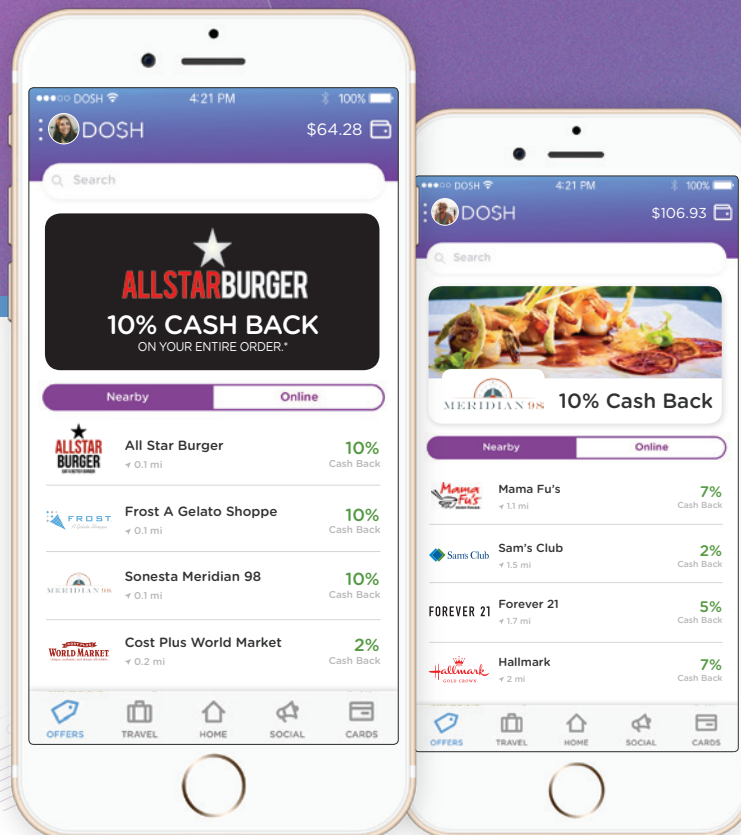 DOSH 4:21 PM 100%
DOSH $64.28
Search
ALLSTARBURGER
10% CASH BACK
ON YOUR ENTIRE ORDER.*
Nearby Online
ALLSTAR
BURGER
All Star Burger 10%
0.1 mi Cash Back
FROST
Frost A Gelato Shoppe 10%
0.1 mi Cash Back
MERIDIAN 98
Sonesta Meridian 98 10%
0.1 mi Cash Back
WORLD MARKET
Cost Plus World Market 2%
0.2 mi Cash Back
OFFERS TRAVEL HOME SOCIAL CARDS
DOSH 4:21 PM 100%
DOSH $106.93
Search
MERIDIAN 98 10% Cash Back
Nearby Online
Mama
Fu's
Mama Fu's 7%
1.1 mi Cash Back
Sam's Club
Sam's Club 2%
1.5 mi Cash Back
FOREVER 21
Forever 21 5%
1.7 mi Cash Back
Hallmark
GOLD CROWN
Hallmark 7%
2 mi Cash Back
OFFERS TRAVEL HOME SOCIAL CARDS